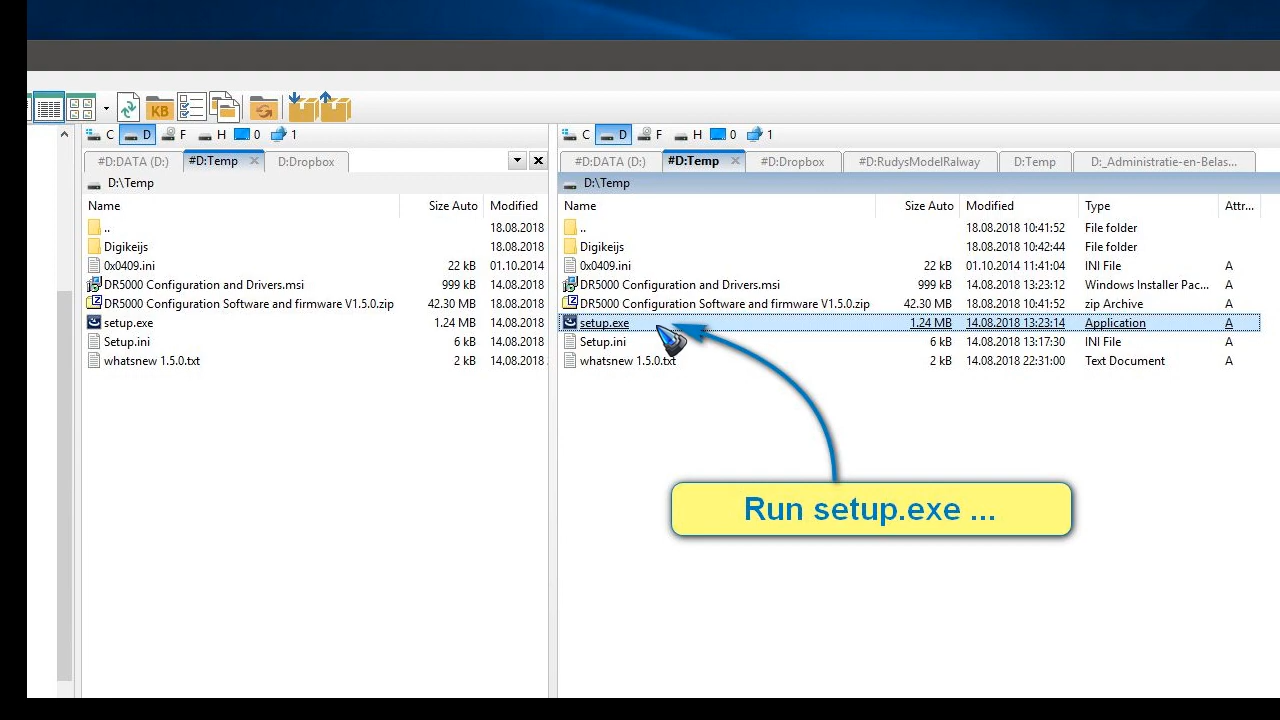 KB
C D F H 0 1
C D F H 0 1
#D:DATA (D:) #D:Temp D:Dropbox
#D:DATA (D:) #D:Temp #D:Dropbox #D:RudysModelRalway D:Temp D:_Administratie-en-Belas...
D:\Temp
D:\Temp
Name Size Auto Modified
.. 18.08.2018
Digikeijs 18.08.2018
0x0409.ini 22 kB 01.10.2014
DR5000 Configuration and Drivers.msi 999 kB 14.08.2018
DR5000 Configuration Software and firmware V1.5.0.zip 42.30 MB 18.08.2018
setup.exe 1.24 MB 14.08.2018
Setup.ini 6 kB 14.08.2018
whatsnew 1.5.0.txt 2 kB 14.08.2018
Name Size Auto Modified Type Attr...
.. 18.08.2018 10:41:52 File folder
Digikeijs 18.08.2018 10:42:44 File folder
0x0409.ini 22 kB 01.10.2014 11:41:04 INI File A
DR5000 Configuration and Drivers.msi 999 kB 14.08.2018 13:23:12 Windows Installer Pac... A
DR5000 Configuration Software and firmware V1.5.0.zip 42.30 MB 18.08.2018 10:41:52 zip Archive A
setup.exe 1.24 MB 14.08.2018 13:23:14 Application A
Setup.ini 6 kB 14.08.2018 13:17:30 INI File A
whatsnew 1.5.0.txt 2 kB 14.08.2018 22:31:00 Text Document A
Run setup.exe ...